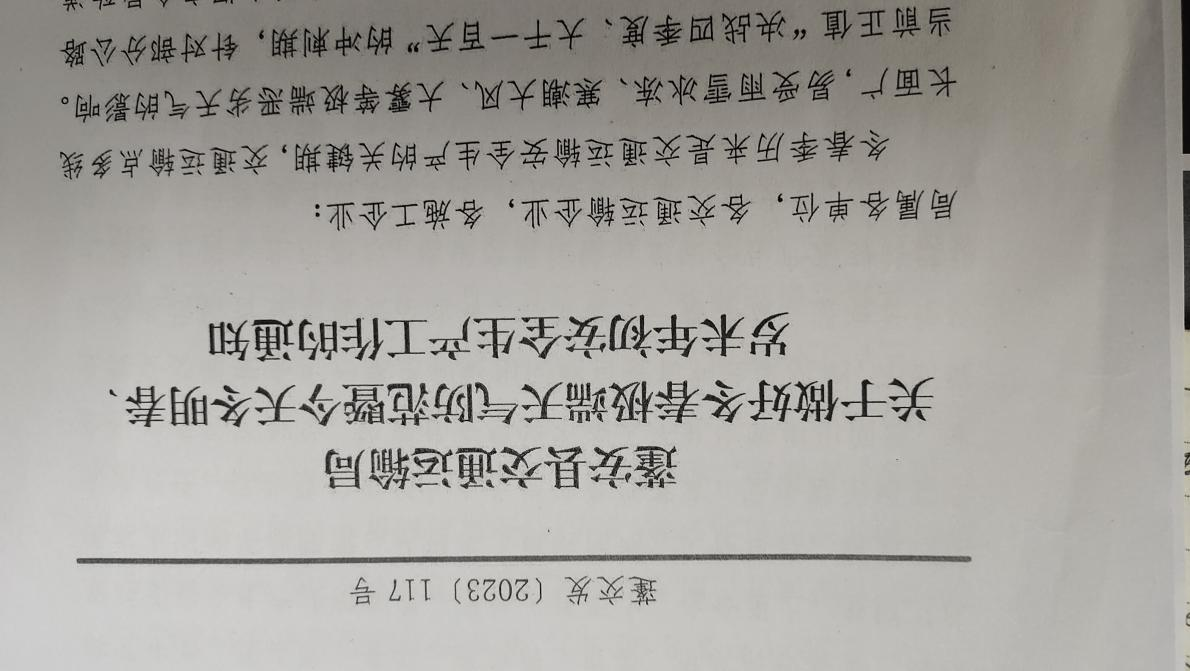 蓬交发〔2023〕117 号
蓬安县交通运输局
关于做好冬春极端天气防范暨今天冬明春、
岁末年初安全生产工作的通知
局属各单位，各交通运输企业，各施工企业：
冬春季历来是交通运输安全生产的关键期，交通运输点多线
长面广，易受雨雪冰冻、寒潮大风、大雾等极端恶劣天气的影响。
当前正值“决战四季度、大干一百天”的冲刺期，针对部分公路